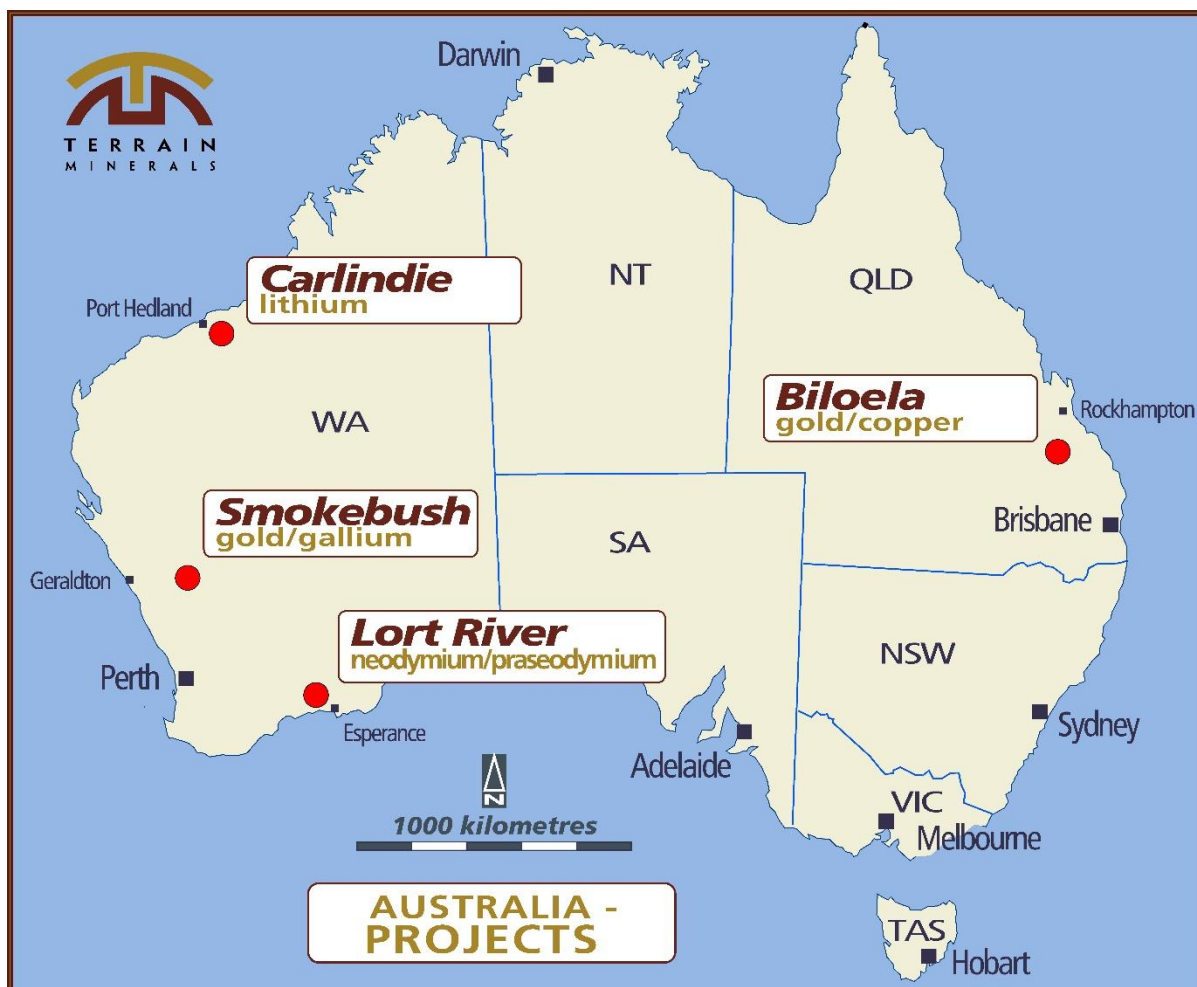 TERRAIN
MINERALS
Darwin
NT
QLD
Carlindie
lithium
Port Hedland
WA
Biloela
gold/copper
Rockhampton
Smokebush
gold/gallium
SA
Brisbane
Geraldton
Lort River
neodymium/praseodymium
NSW
Perth
Esperance
Sydney
Adelaide
N
1000 kilometres
VIC
Melbourne
AUSTRALIA -
PROJECTS
TAS
Hobart